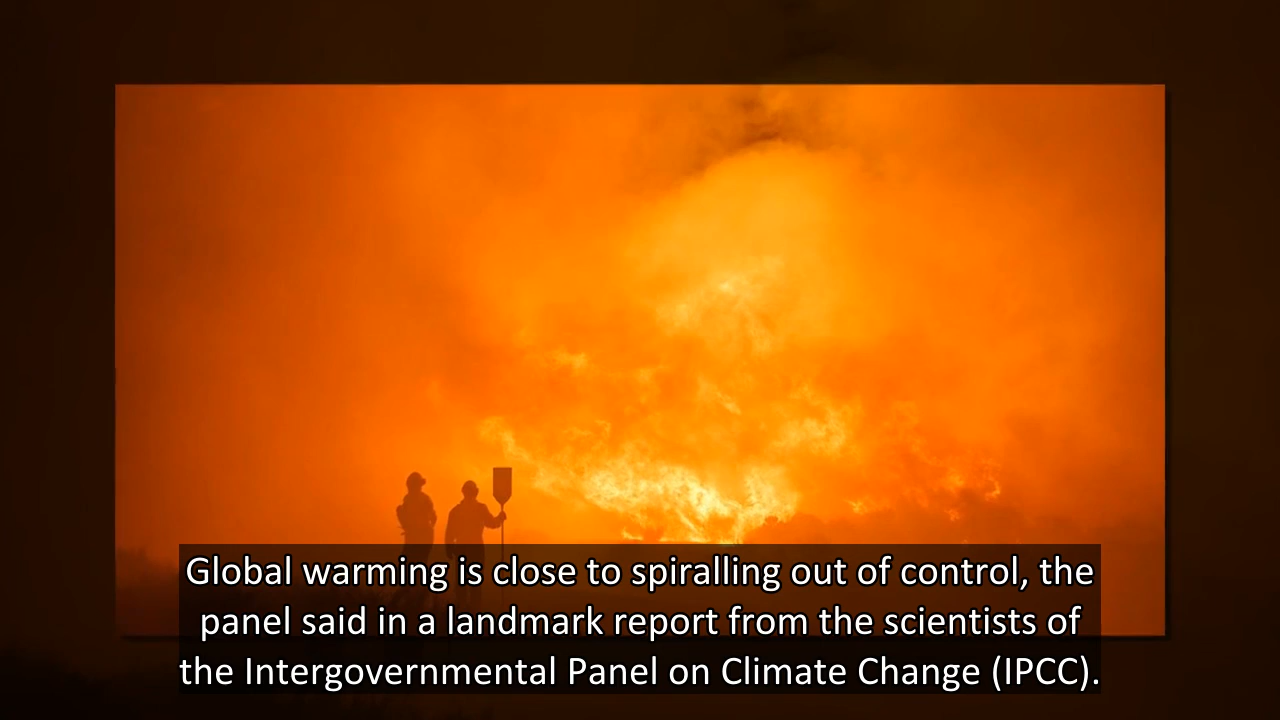 Global warming is close to spiralling out of control, the
panel said in a landmark report from the scientists of
the Intergovernmental Panel on Climate Change (IPCC).